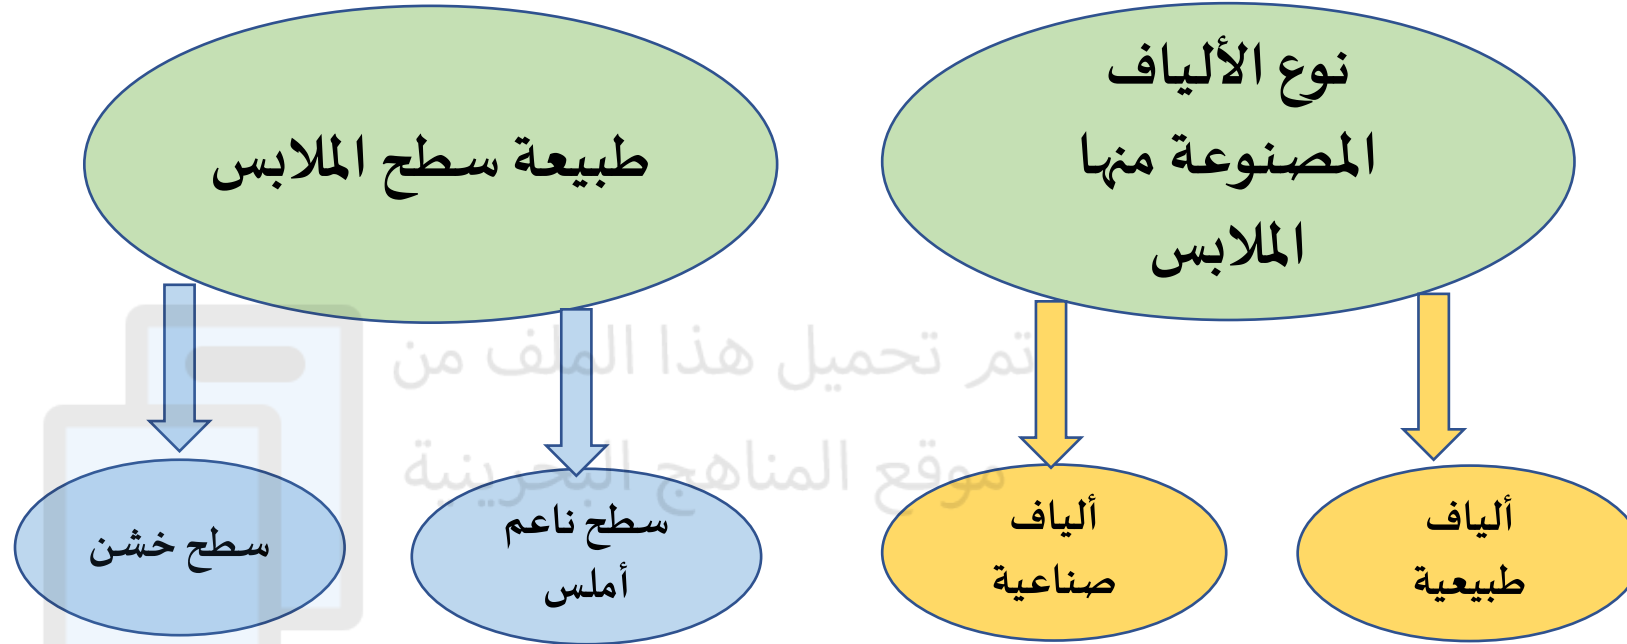 نوع الألياف
المصنوعة منها
الملابس
طبيعة سطح الملابس
تم تحميل هذا الملف من
موقع المناهج البحرينية
ألياف
طبيعية
ألياف
صناعية
سطح ناعم
أملس
سطح خشن